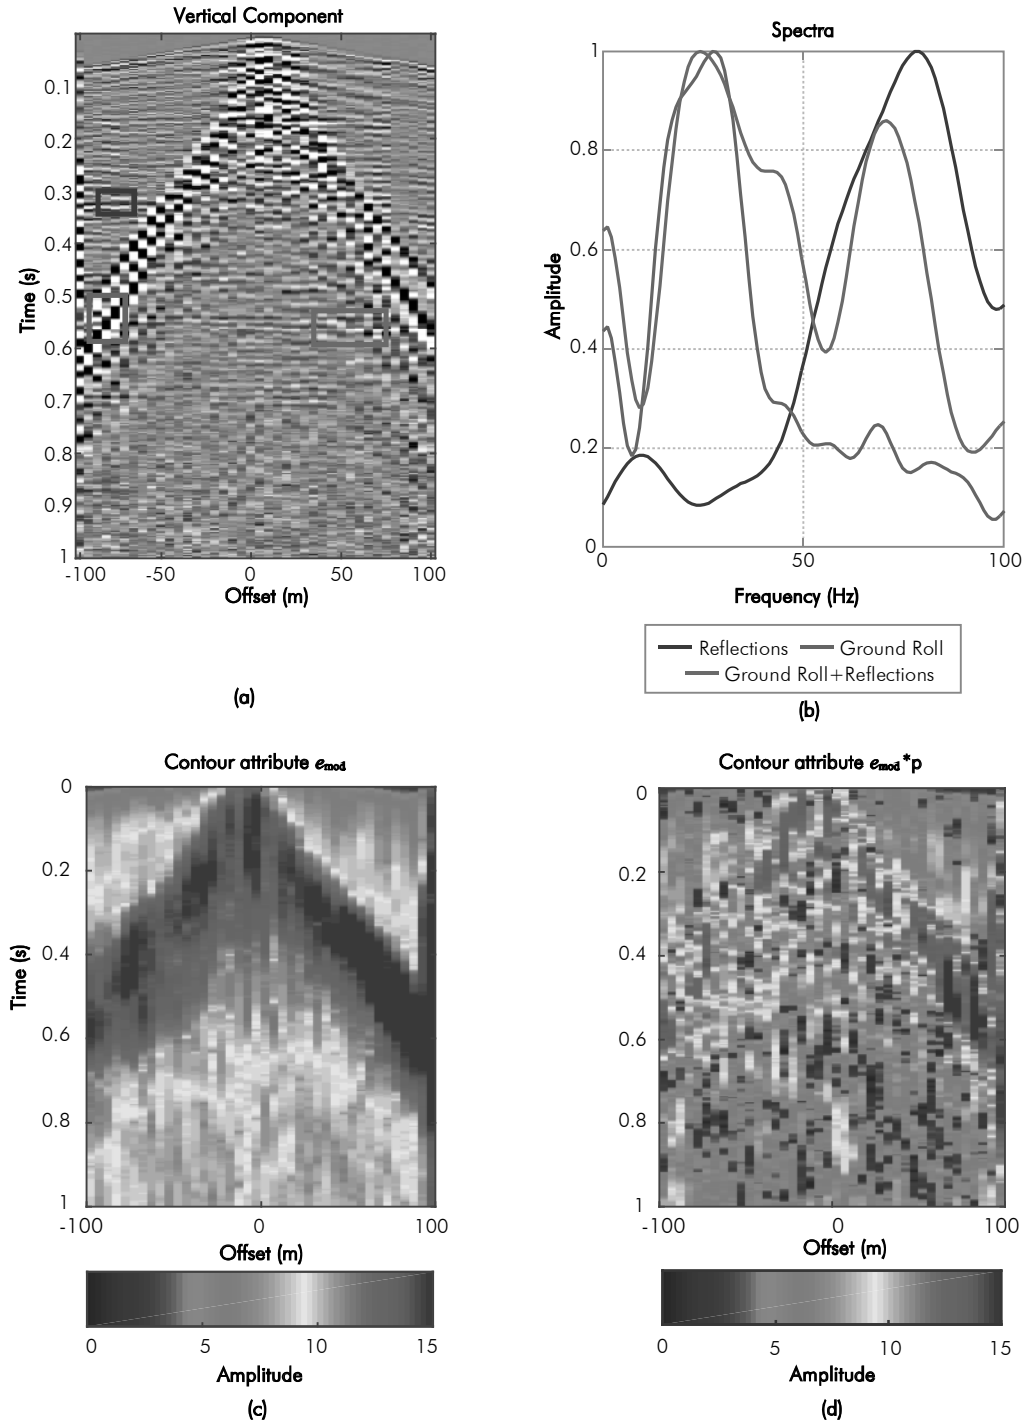 Vertical Component
0.1
0.2
0.3
0.4
0.5
0.6
0.7
0.8
0.9
1
Time (s)
-100 -50 0 50 100
Offset (m)
(a)
Spectra
1
0.8
0.6
0.4
0.2
0
Amplitude
0 50 100
Frequency (Hz)
Reflections Ground Roll
Ground Roll+Reflections
(b)
Contour attribute emod
0
0.2
0.4
0.6
0.8
1
Time (s)
-100 0 100
Offset (m)
0 5 10 15
Amplitude
(c)
Contour attribute emod *p
0
0.2
0.4
0.6
0.8
1
-100 0 100
Offset (m)
0 5 10 15
Amplitude
(d)